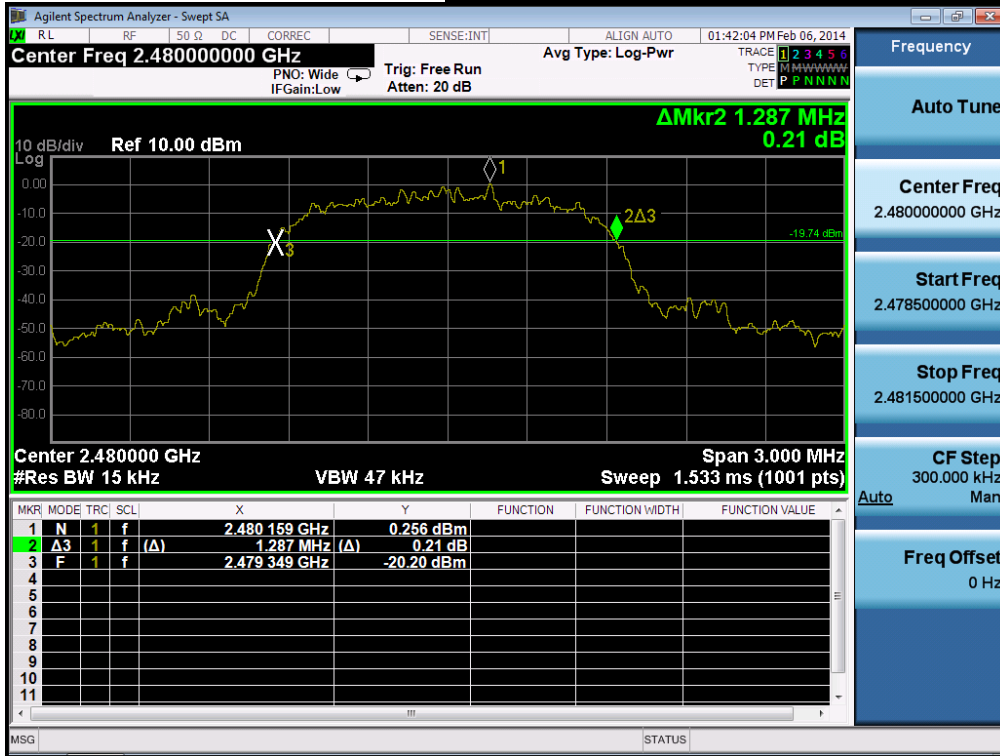 Agilent Spectrum Analyzer - Swept SA
LXI RL RF 50 Ω DC CORREC SENSE:INT ALIGN AUTO 01:42:04 PM Feb 06, 2014
Center Freq 2.480000000 GHz
Avg Type: Log-Pwr
TRACE 1 2 3 4 5 6
PNO: Wide
Trig: Free Run
TYPE M M W W W W W
IFGain:Low
Atten: 20 dB
DET P P N N N N
ΔMkr2 1.287 MHz
0.21 dB
10 dB/div Ref 10.00 dBm
Log
1
0.00
-10.0
2Δ3
-19.74 dBm
-20.0
3
-30.0
-40.0
-50.0
-60.0
-70.0
-80.0
Center 2.480000 GHz Span 3.000 MHz
#Res BW 15 kHz VBW 47 kHz Sweep 1.533 ms (1001 pts)
MKR MODE TRC SCL X Y FUNCTION FUNCTION WIDTH FUNCTION VALUE
1 N 1 f 2.480 159 GHz 0.256 dBm
2 Δ3 1 f (Δ) 1.287 MHz (Δ) 0.21 dB
3 F 1 f 2.479 349 GHz -20.20 dBm
4
5
6
7
8
9
10
11
MSG STATUS
Frequency
Auto Tune
Center Freq
2.480000000 GHz
Start Freq
2.478500000 GHz
Stop Freq
2.481500000 GHz
CF Step
300.000 kHz
Auto Man
Freq Offset
0 Hz